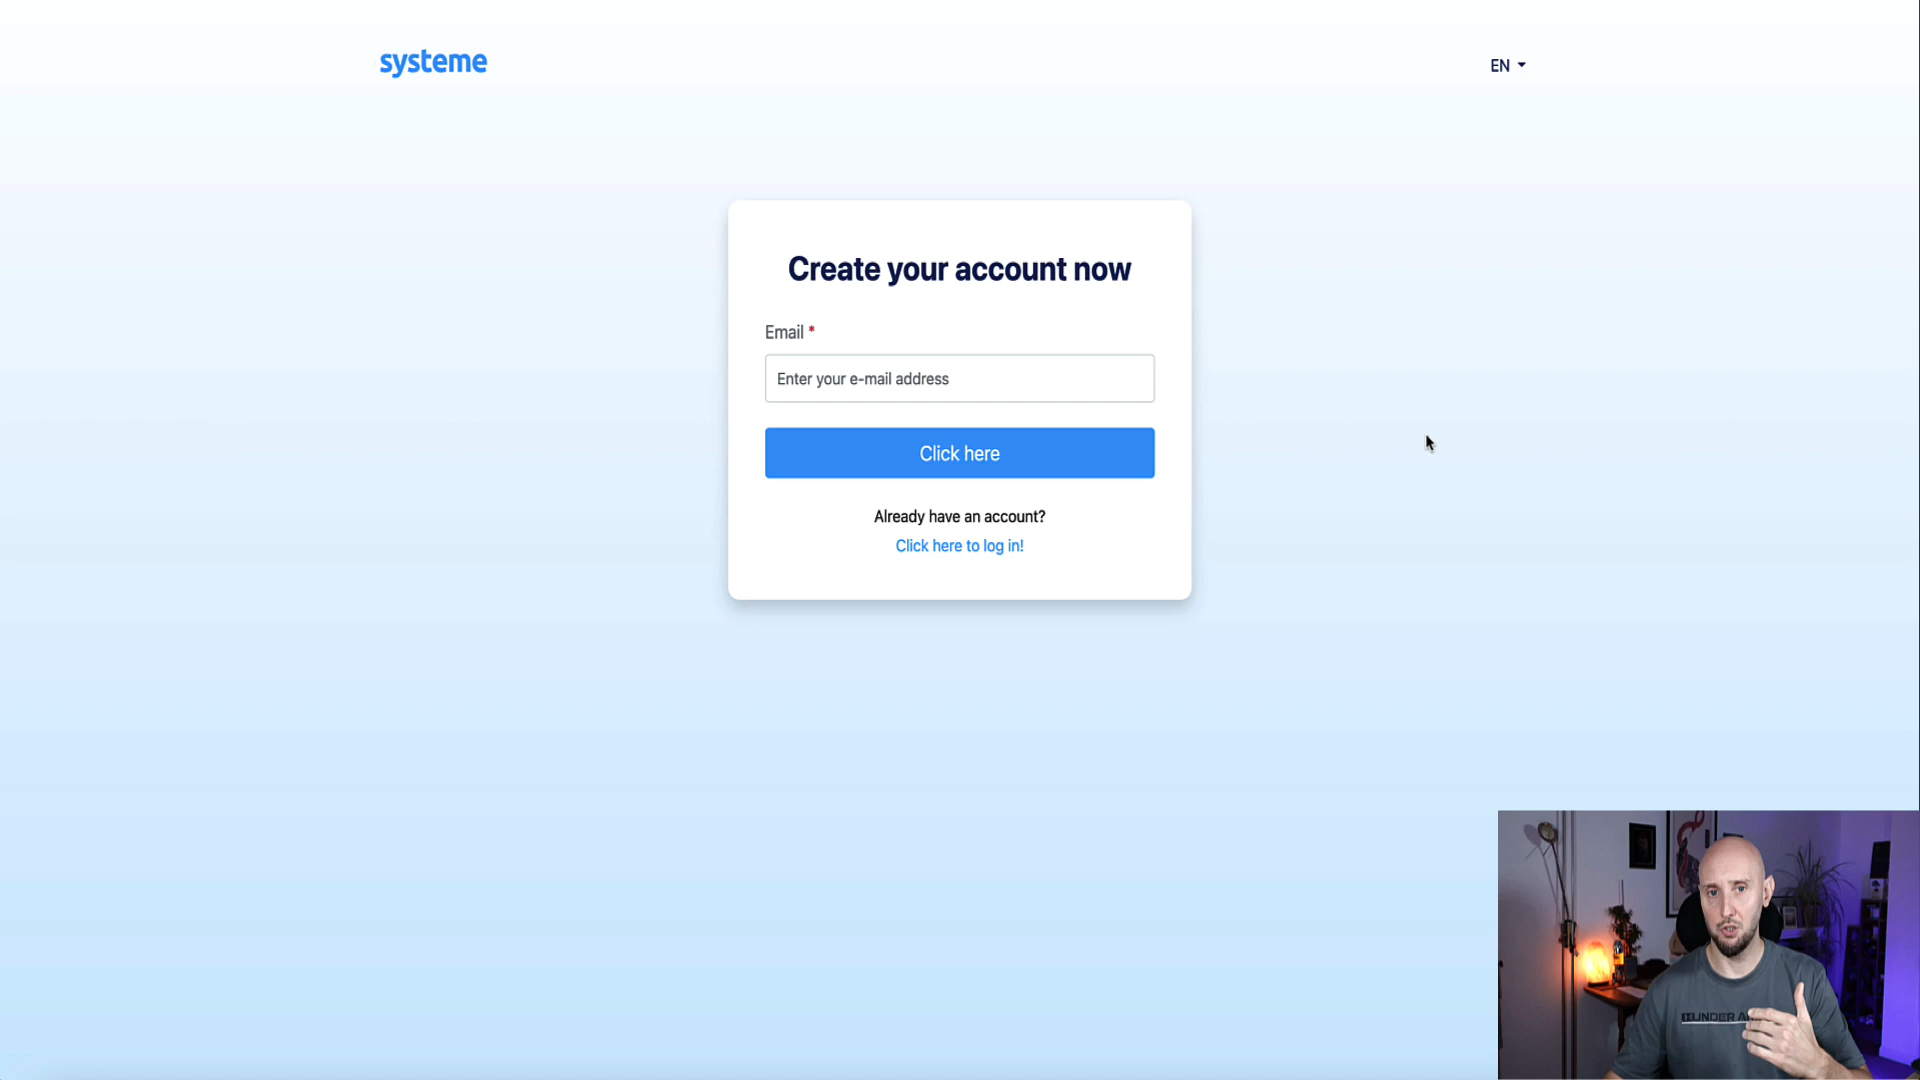 systeme
EN
Create your account now
Email *
Enter your e-mail address
Click here
Already have an account?
Click here to log in!
UNDER